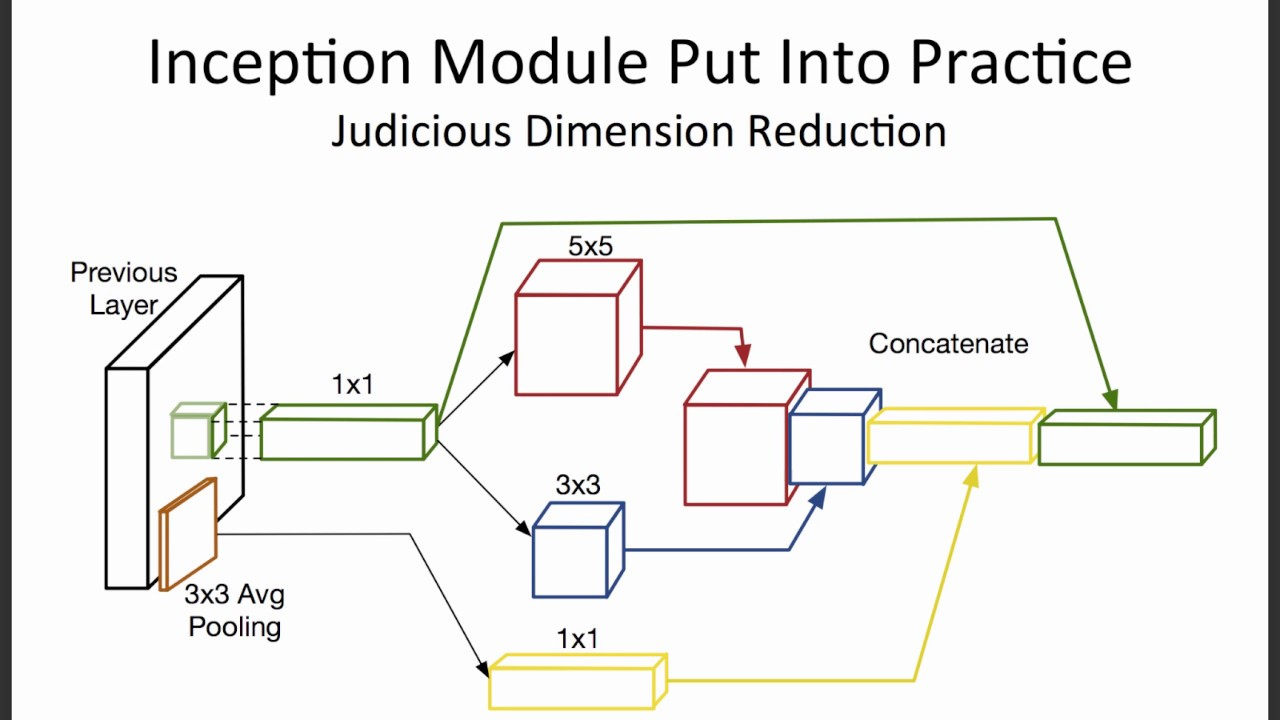 Inception Module Put Into Practice
Judicious Dimension Reduction
Previous
Layer
1x1
5x5
3x3
Concatenate
3x3 Avg
Pooling
1x1